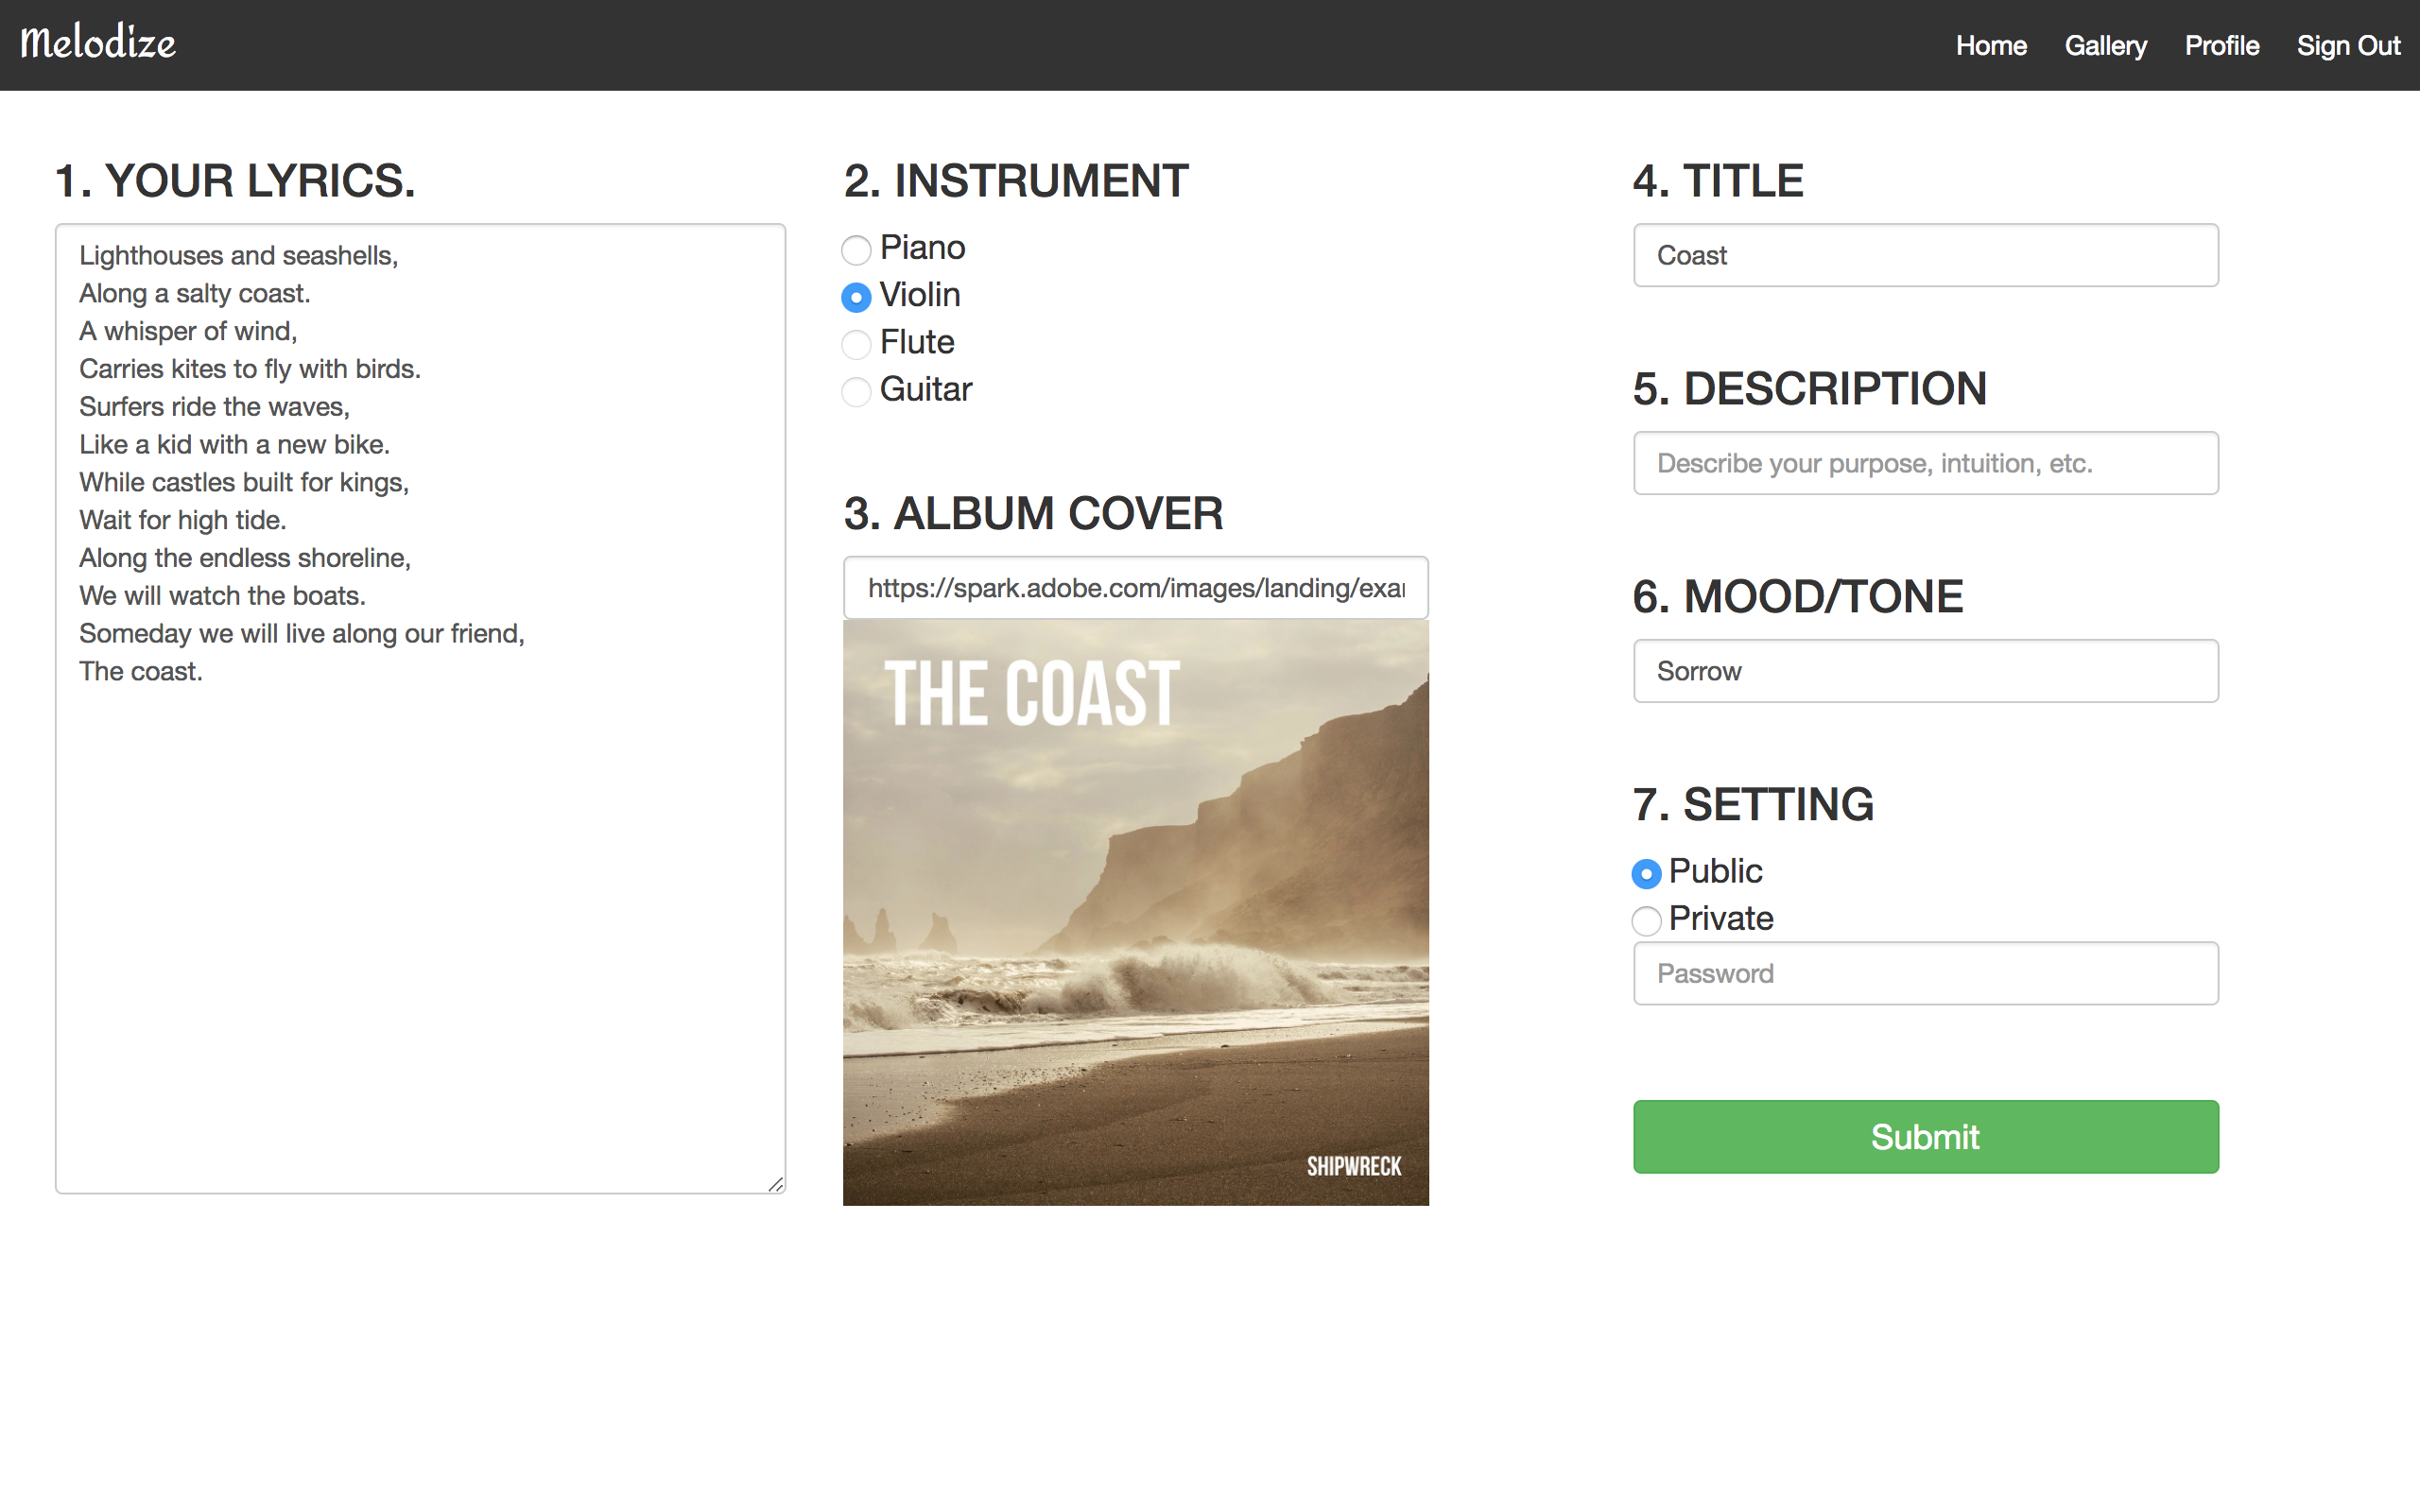 Melodize
Home Gallery Profile Sign Out
1. YOUR LYRICS.
Lighthouses and seashells,
Along a salty coast.
A whisper of wind,
Carries kites to fly with birds.
Surfers ride the waves,
Like a kid with a new bike.
While castles built for kings,
Wait for high tide.
Along the endless shoreline,
We will watch the boats.
Someday we will live along our friend,
The coast.
2. INSTRUMENT
Piano
Violin
Flute
Guitar
3. ALBUM COVER
https://spark.adobe.com/images/landing/exa
THE COAST
SHIPWRECK
4. TITLE
Coast
5. DESCRIPTION
Describe your purpose, intuition, etc.
6. MOOD/TONE
Sorrow
7. SETTING
Public
Private
Password
Submit